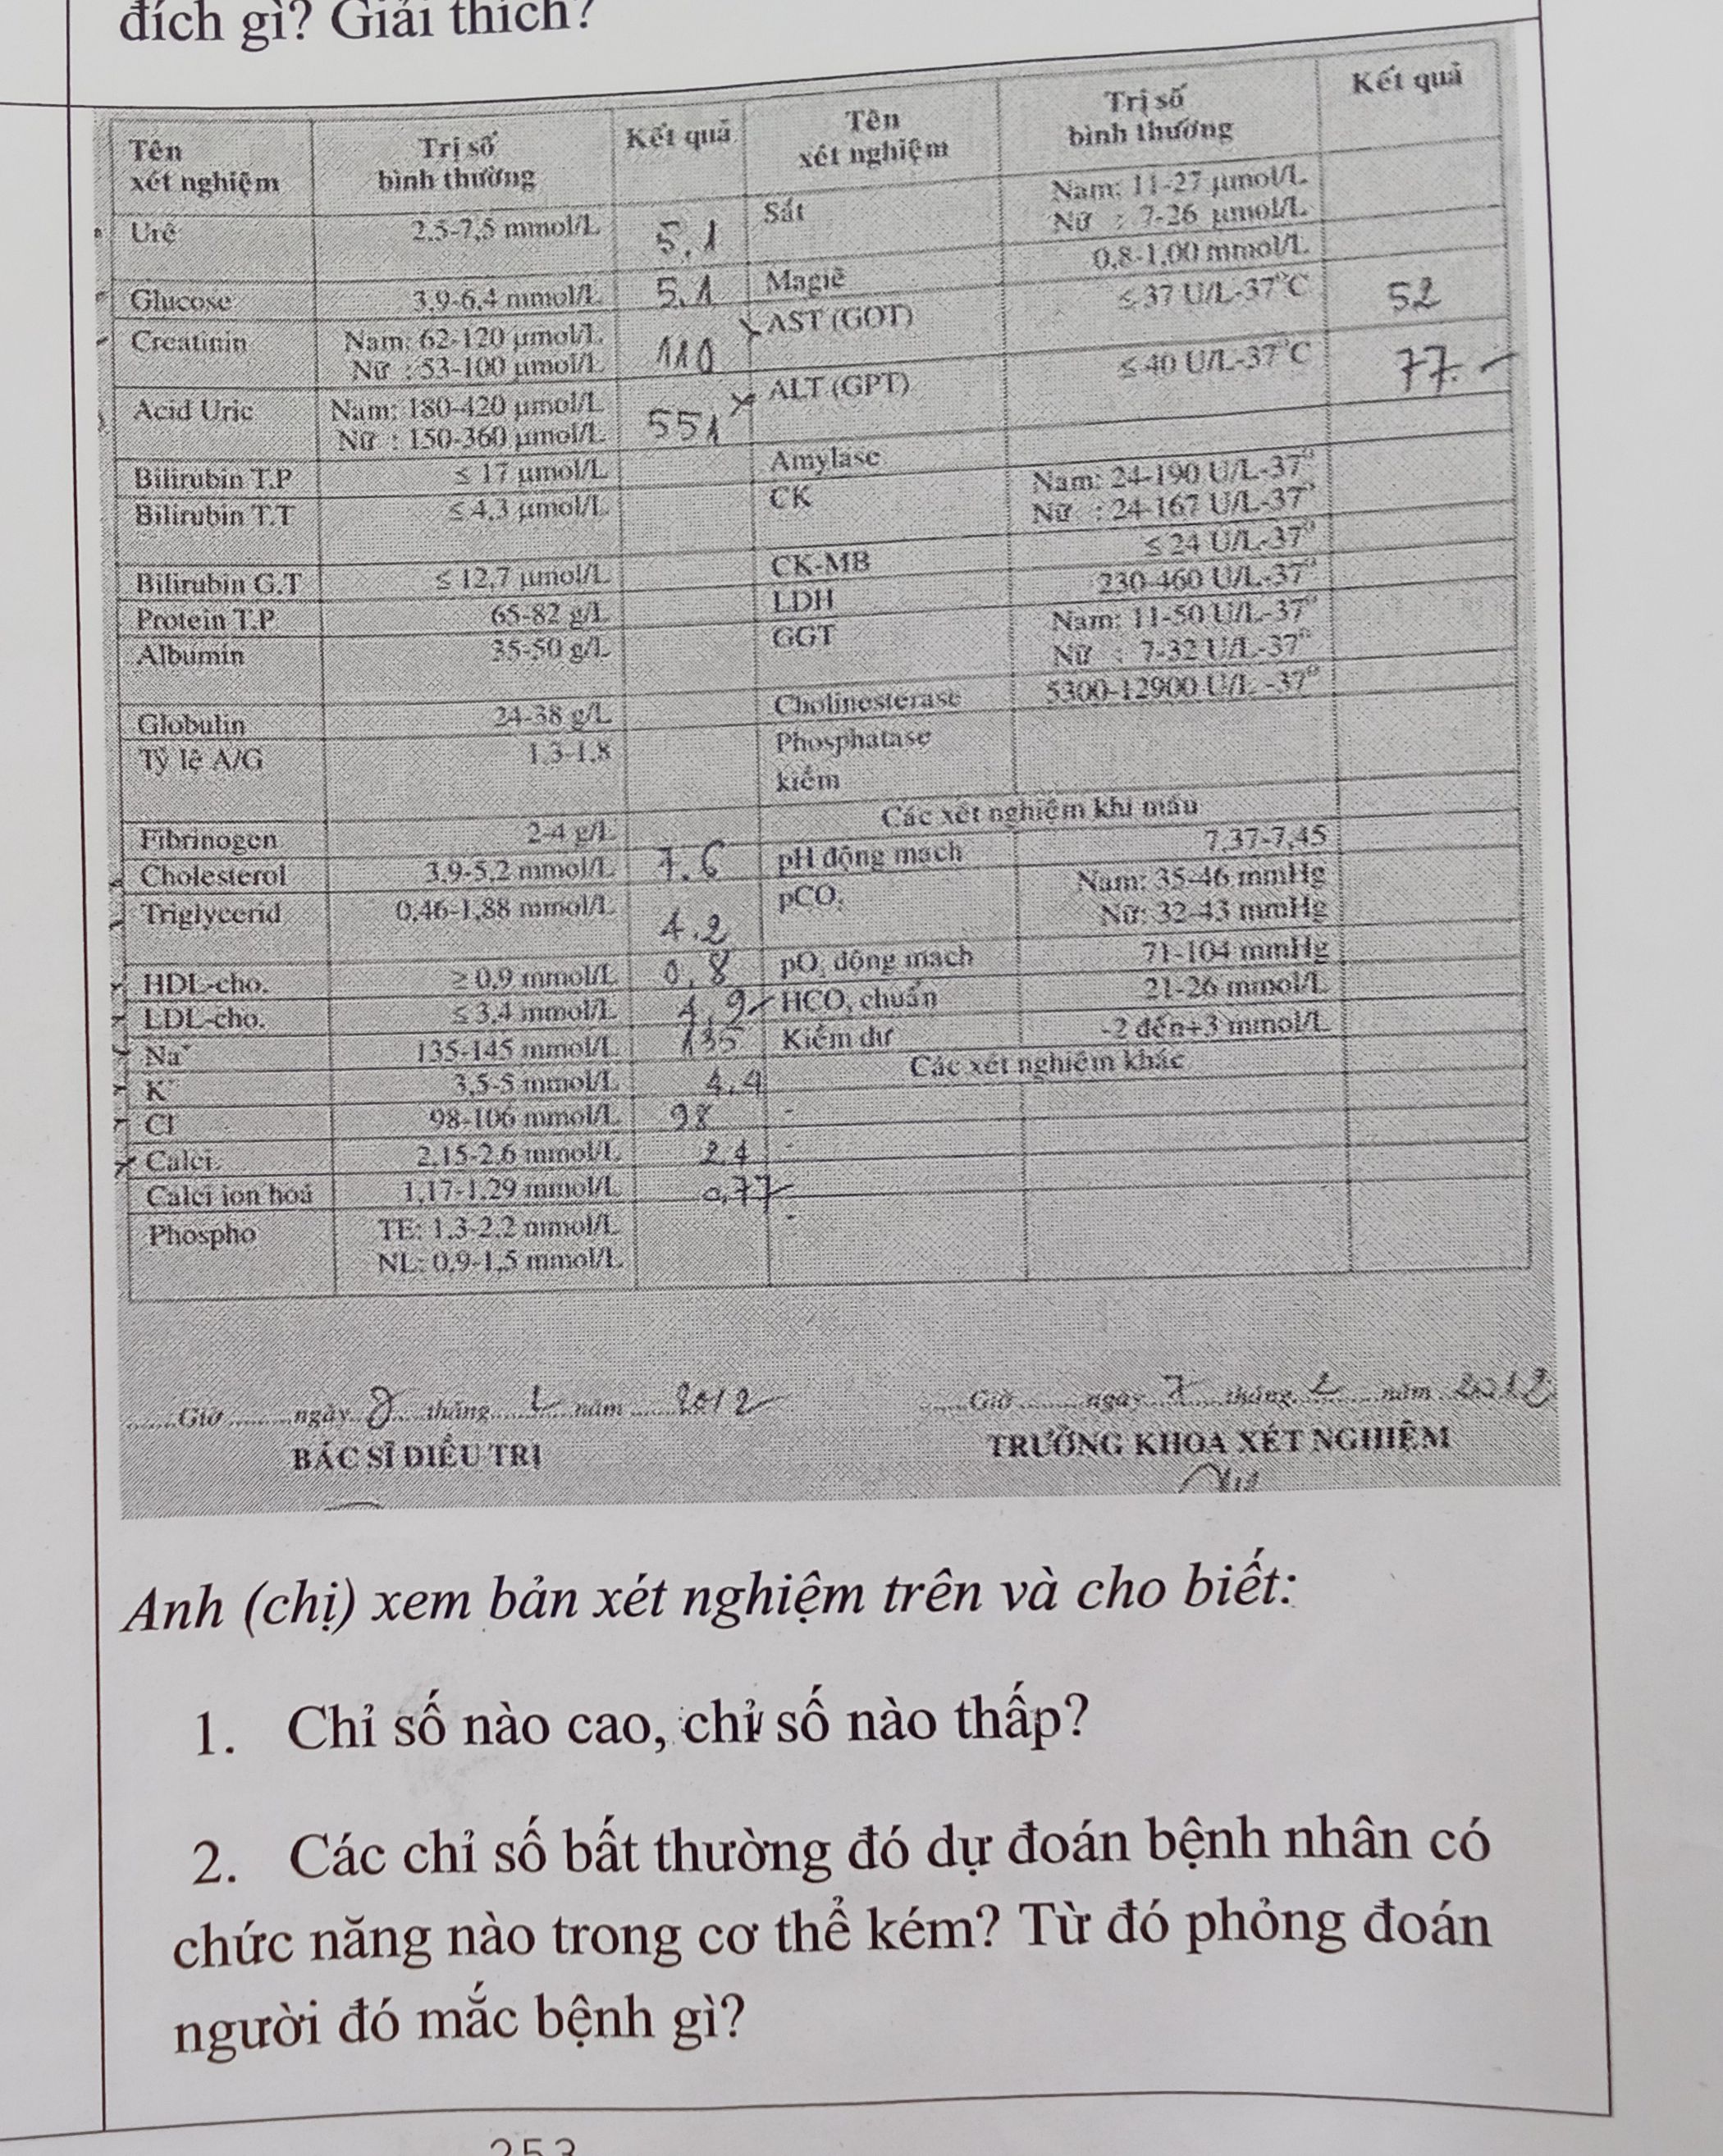 đích gì? Giải thích?
Tên xét nghiệm | Trị số bình thường | Kết quả | Tên xét nghiệm | Trị số bình thường | Kết quả
Urê | 2,5-7,5 mmol/L | 5,1 | Sắt | Nam: 11-27 µmol/L Nữ : 7-26 µmol/L
Glucose | 3,9-6,4 mmol/L | 5.1 | Magiê | 0,8-1,00 mmol/L
Creatinin | Nam: 62-120 µmol/L Nữ : 53-100 µmol/L | 110 | AST (GOT) | ≤ 37 U/L-37°C | 52
Acid Uric | Nam: 180-420 µmol/L Nữ : 150-360 µmol/L | 551 | ALT (GPT) | ≤ 40 U/L-37°C | 77
Bilirubin T.P | ≤ 17 µmol/L | Amylase
Bilirubin T.T | ≤ 4,3 µmol/L | CK | Nam: 24-190 U/L-37° Nữ : 24-167 U/L-37°
Bilirubin G.T | ≤ 12,7 µmol/L | CK-MB | ≤ 24 U/L-37°
Protein T.P | 65-82 g/L | LDH | 230-460 U/L-37°
Albumin | 35-50 g/L | GGT | Nam: 11-50 U/L-37° Nữ : 7-32 U/L-37°
Globulin | 24-38 g/L | Cholinesterase | 5300-12900 U/L -37°
Tỷ lệ A/G | 1,3-1,8 | Phosphatase kiềm
Các xét nghiệm khí máu
Fibrinogen | 2-4 g/L | pH động mạch | 7,37-7,45
Cholesterol | 3,9-5,2 mmol/L | 7.6 | pCO₂ | Nam: 35-46 mmHg Nữ: 32-43 mmHg
Triglycerid | 0,46-1,88 mmol/L | 4.2
HDL-cho. | ≥ 0,9 mmol/L | 0,8 | pO₂ động mạch | 71-104 mmHg
LDL-cho. | ≤ 3,4 mmol/L | 4,9 | HCO₃ chuẩn | 21-26 mmol/L
Na⁺ | 135-145 mmol/L | 135 | Kiềm dư | -2 đến+3 mmol/L
K⁺ | 3,5-5 mmol/L | 4.4 | Các xét nghiệm khác
Cl | 98-106 mmol/L | 98
Calci | 2,15-2,6 mmol/L | 2.4
Calci ion hoá | 1,17-1.29 mmol/L | 0,77
Phospho | TE: 1.3-2.2 mmol/L NL: 0,9-1,5 mmol/L
Giờ ngày 7 tháng 2 năm 2012
BÁC SĨ ĐIỀU TRỊ
Giờ ngày 7 tháng 2 năm 2012
TRƯỞNG KHOA XÉT NGHIỆM
Anh (chị) xem bản xét nghiệm trên và cho biết:
1. Chỉ số nào cao, chỉ số nào thấp?
2. Các chỉ số bất thường đó dự đoán bệnh nhân có
chức năng nào trong cơ thể kém? Từ đó phỏng đoán
người đó mắc bệnh gì?
253